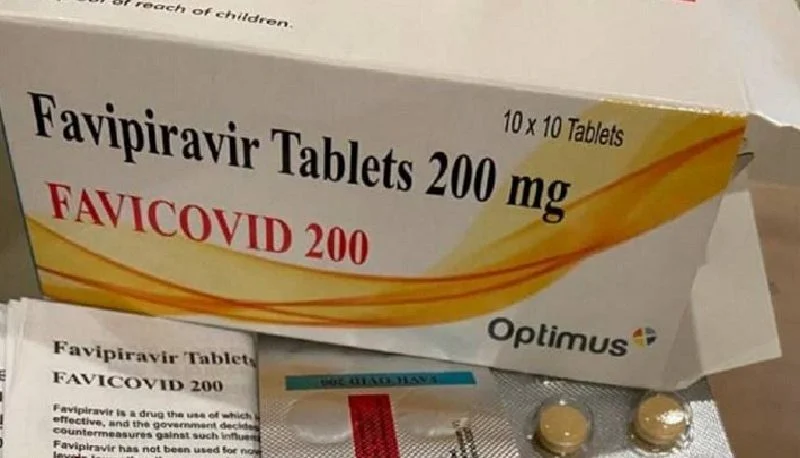 of reach of children.
10 x 10 Tablets
Favipiravir Tablets 200 mg
FAVICOVID 200
Optimus
Favipiravir Tablets
FAVICOVID 200
Favipiravir is a drug the use of which
effective, and the government decides
countermeasures gainst such influen
Favipiravir has not been used for